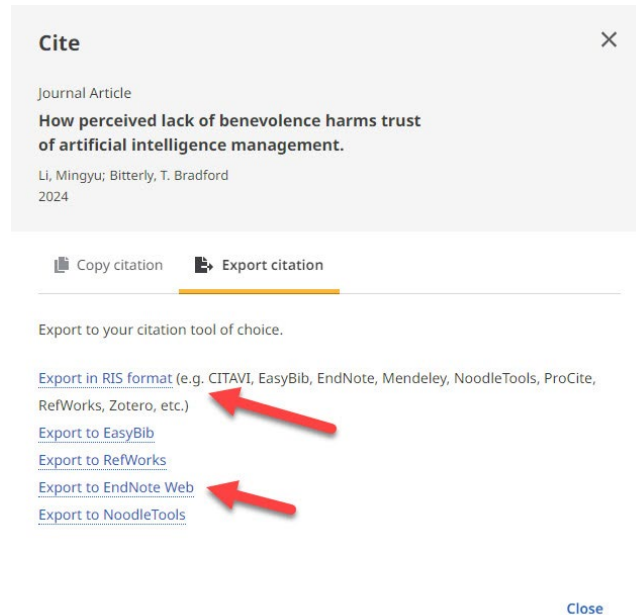 Cite
Journal Article
How perceived lack of benevolence harms trust
of artificial intelligence management.
Li, Mingyu; Bitterly, T. Bradford
2024
Copy citation Export citation
Export to your citation tool of choice.
Export in RIS format (e.g. CITAVI, EasyBib, EndNote, Mendeley, NoodleTools, ProCite,
RefWorks, Zotero, etc.)
Export to EasyBib
Export to RefWorks
Export to EndNote Web
Export to NoodleTools
Close